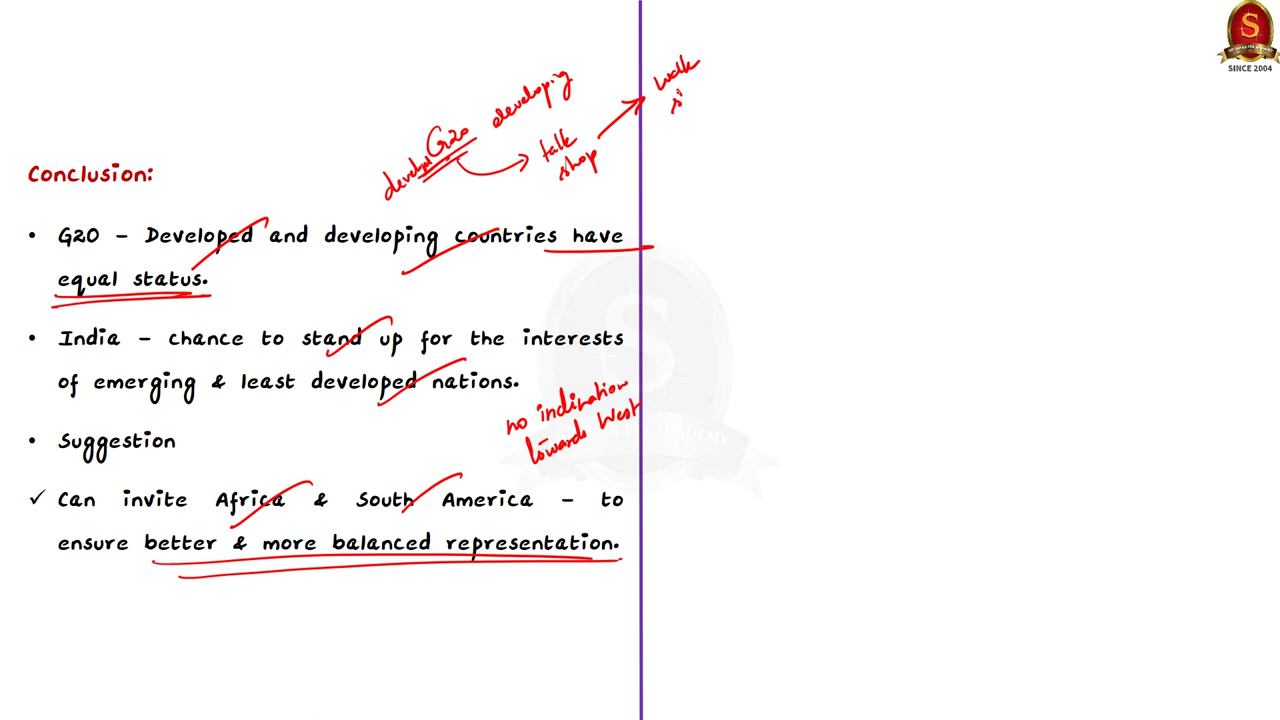 SINCE 2004
walk
developed G20 developing
talk
shop
Conclusion:
• G20 – Developed and developing countries have
equal status.
• India – chance to stand up for the interests
of emerging & least developed nations.
no inclination
towards West
• Suggestion
✓ Can invite Africa & South America – to
ensure better & more balanced representation.